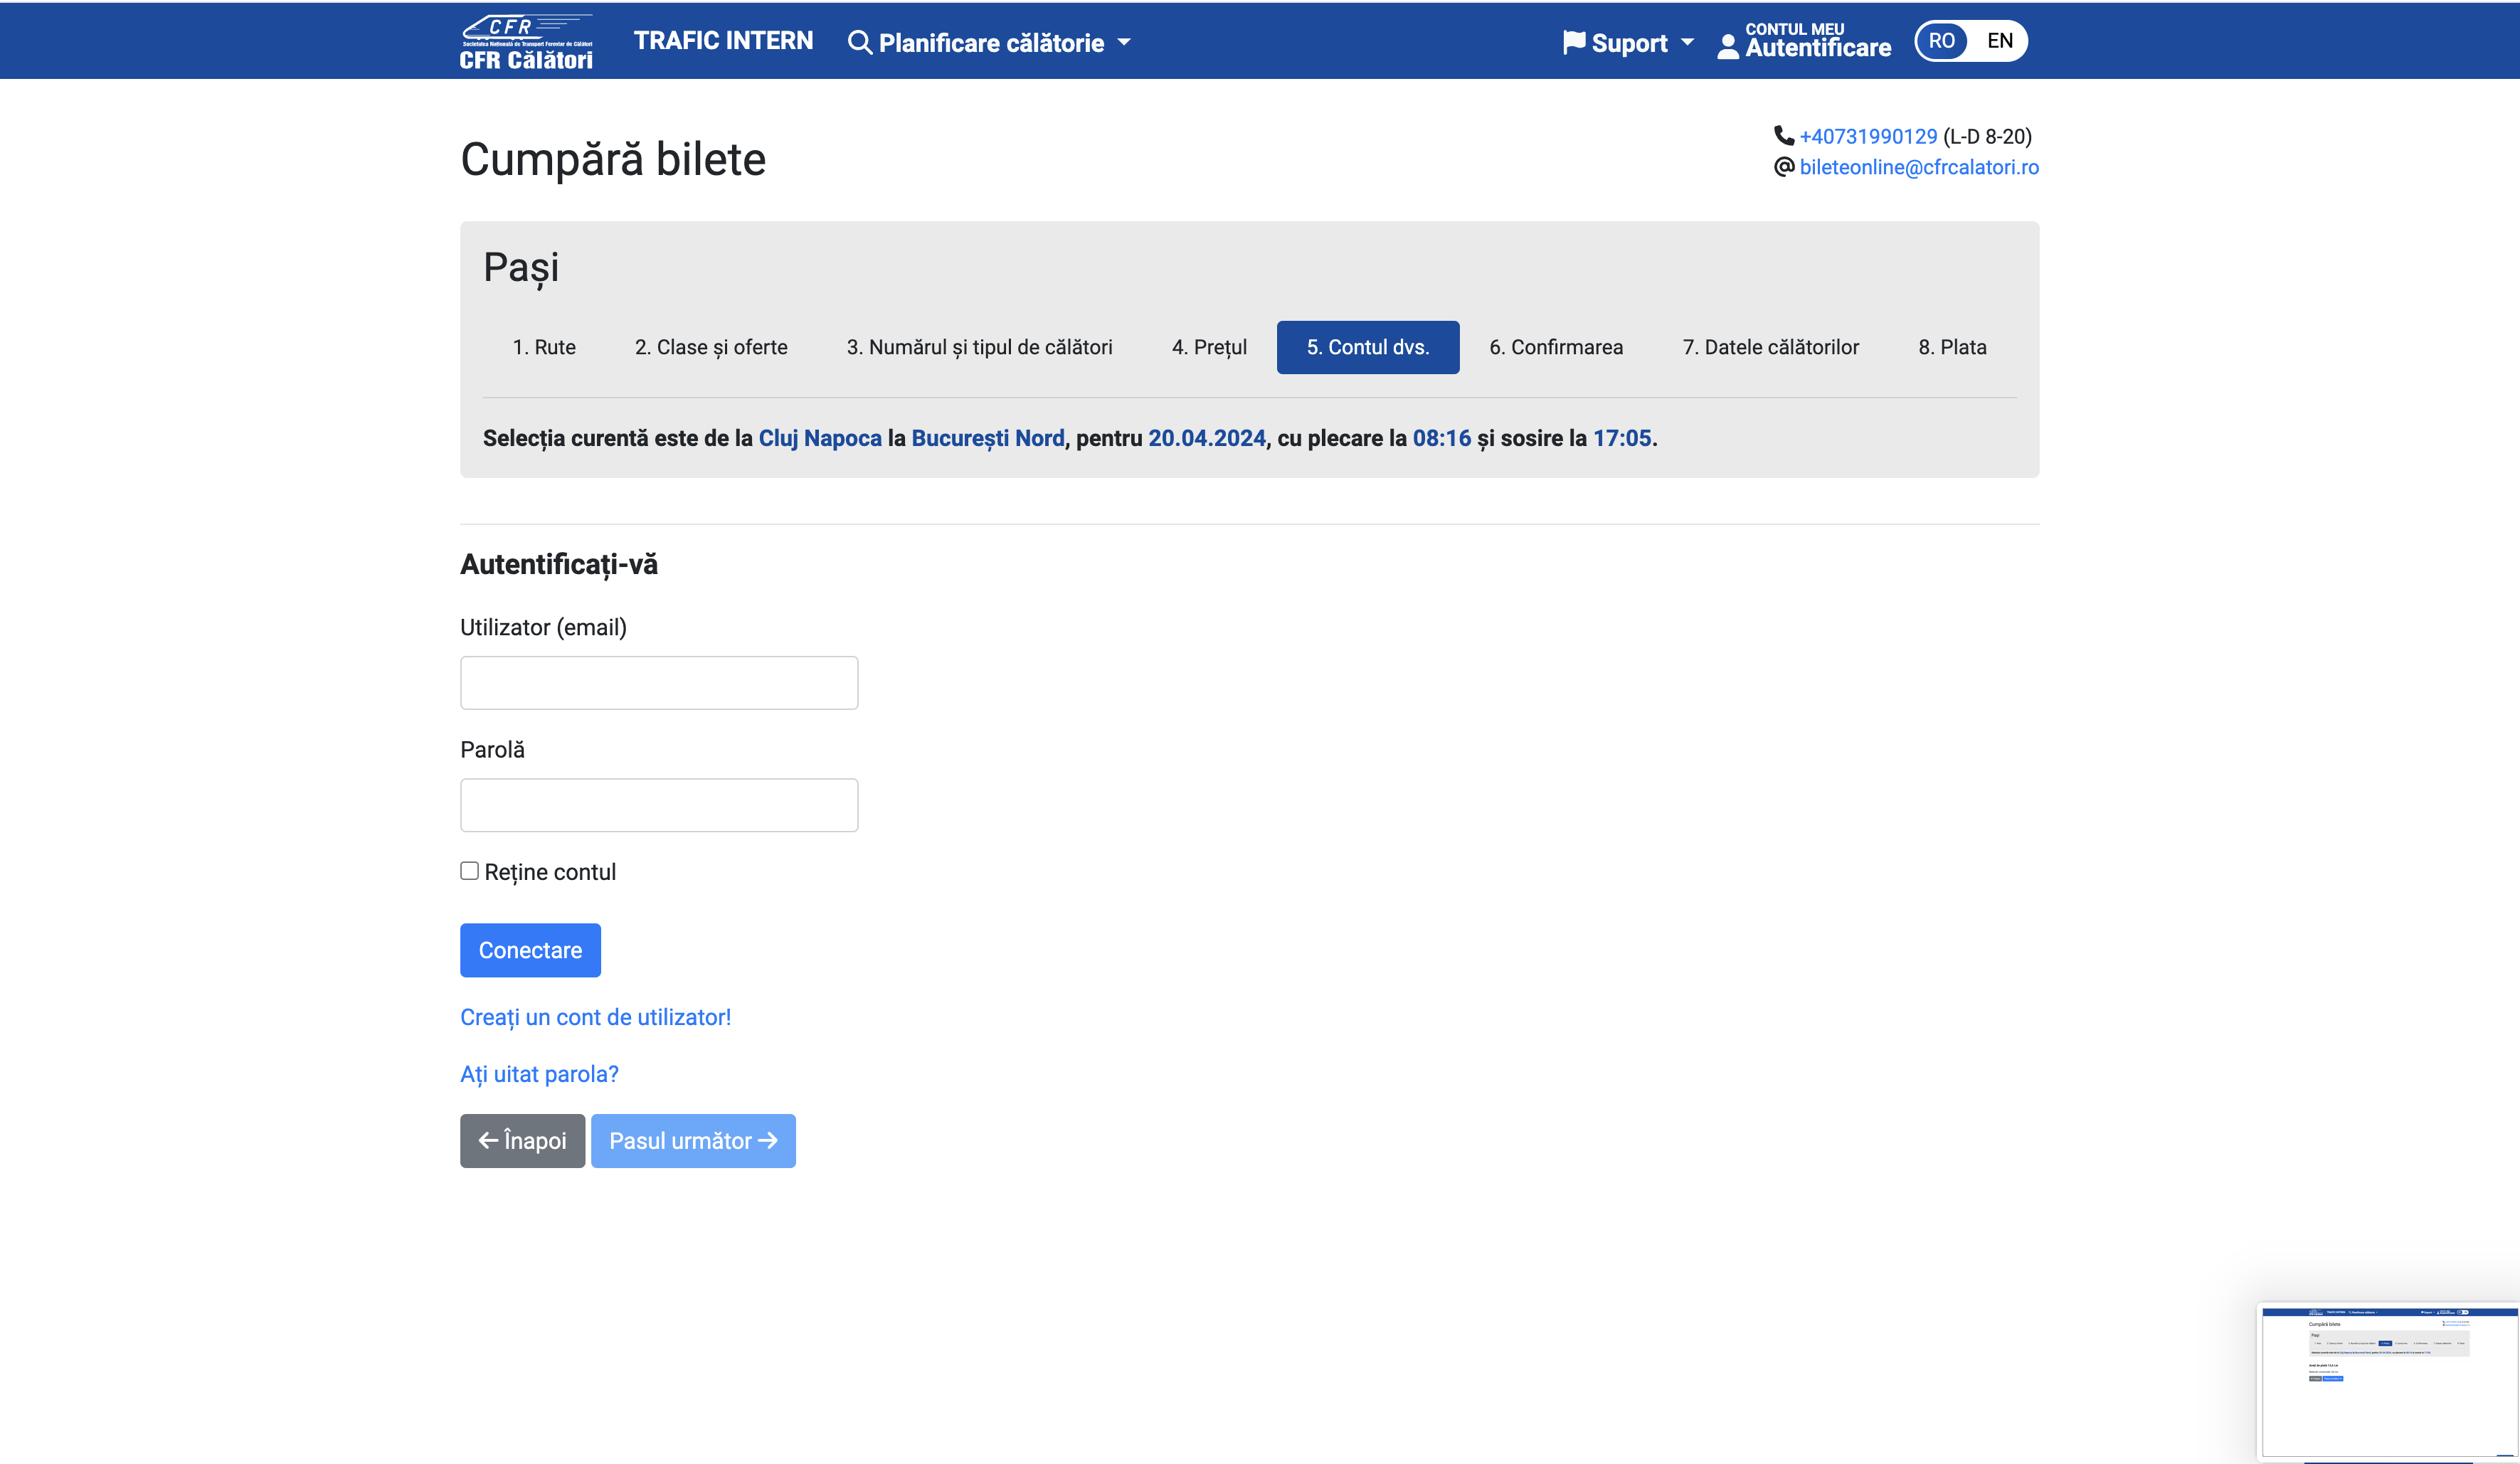 CFR
Societatea Națională de Transport Feroviar de Călători
CFR Călători
TRAFIC INTERN
Planificare călătorie
Suport
CONTUL MEU
Autentificare
RO EN
Cumpără bilete
+40731990129 (L-D 8-20)
bileteonline@cfrcalatori.ro
Pași
1. Rute 2. Clase și oferte 3. Numărul și tipul de călători 4. Prețul 5. Contul dvs. 6. Confirmarea 7. Datele călătorilor 8. Plata
Selecția curentă este de la Cluj Napoca la București Nord, pentru 20.04.2024, cu plecare la 08:16 și sosire la 17:05.
Autentificați-vă
Utilizator (email)
Parolă
Reține contul
Conectare
Creați un cont de utilizator!
Ați uitat parola?
Înapoi Pasul următor
Cumpără bilete
Pași